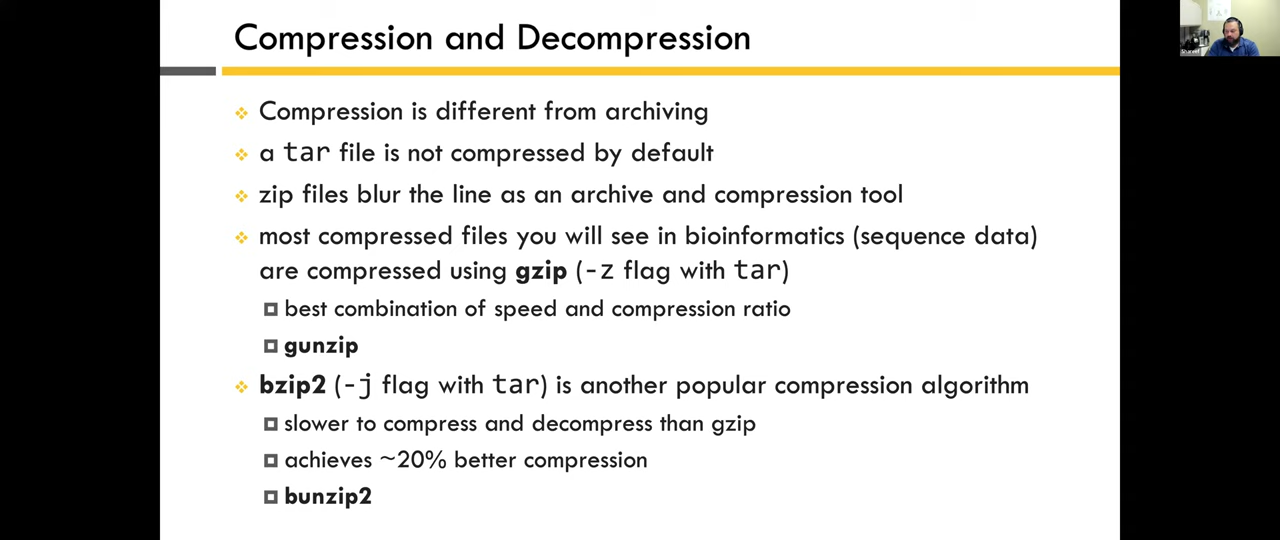 Compression and Decompression
Compression is different from archiving
a tar file is not compressed by default
zip files blur the line as an archive and compression tool
most compressed files you will see in bioinformatics (sequence data)
are compressed using gzip (-z flag with tar)
best combination of speed and compression ratio
gunzip
bzip2 (-j flag with tar) is another popular compression algorithm
slower to compress and decompress than gzip
achieves ~20% better compression
bunzip2